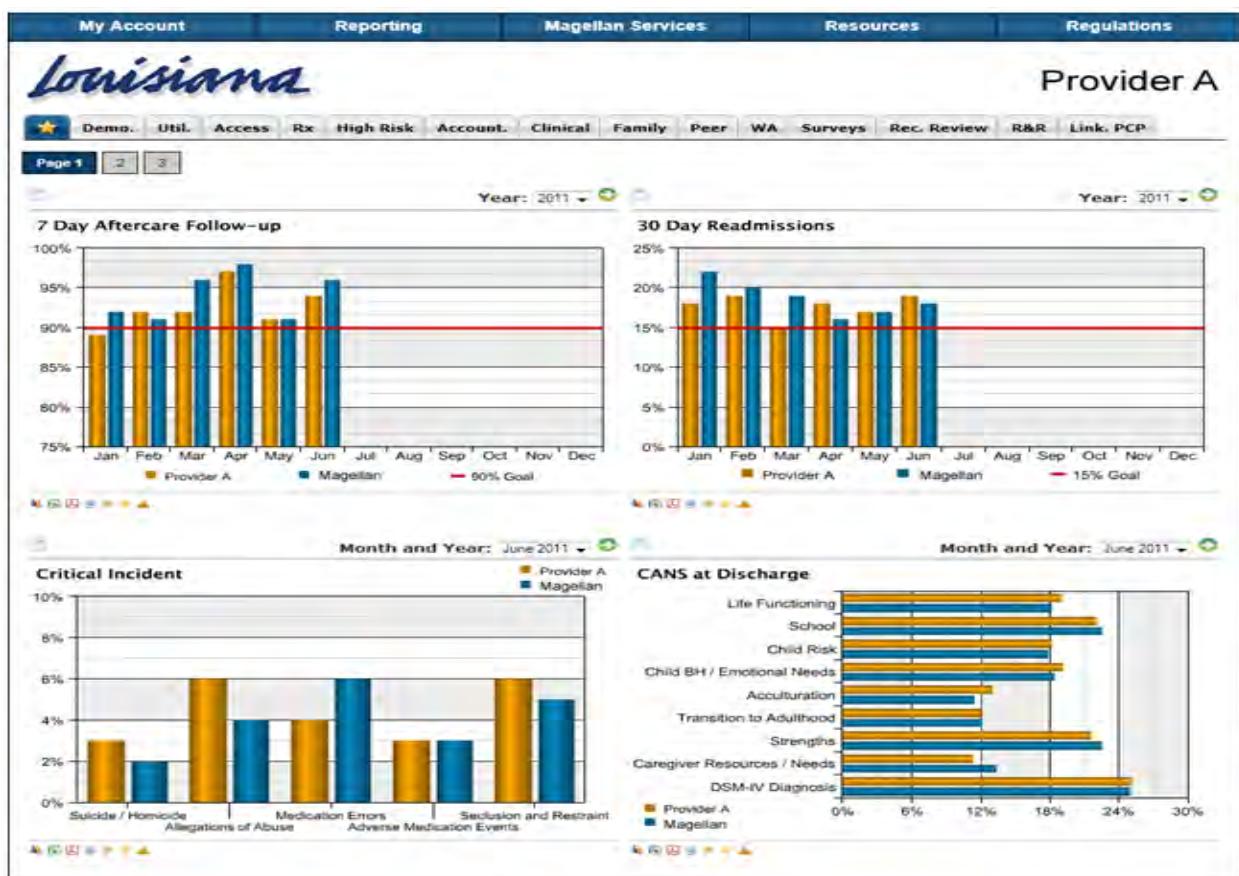 My Account Reporting Magellan Services Resources Regulations
Louisiana
Provider A
Demo. Util. Access Rx High Risk Account. Clinical Family Peer WA Surveys Rec. Review R&R Link. PCP
Page 1 2 3
Year: 2011
7 Day Aftercare Follow-up
100%
95%
90%
85%
80%
75%
Jan Feb Mar Apr May Jun Jul Aug Sep Oct Nov Dec
Provider A Magellan 90% Goal
Year: 2011
30 Day Readmissions
25%
20%
15%
10%
5%
0%
Jan Feb Mar Apr May Jun Jul Aug Sep Oct Nov Dec
Provider A Magellan 15% Goal
Month and Year: June 2011
Critical Incident
Provider A
Magellan
10%
8%
6%
4%
2%
0%
Suicide / Homicide Medication Errors Seclusion and Restraint
Allegations of Abuse Adverse Medication Events
Month and Year: June 2011
CANS at Discharge
Life Functioning
School
Child Risk
Child BH / Emotional Needs
Acculturation
Transition to Adulthood
Strengths
Caregiver Resources / Needs
DSM-IV Diagnosis
Provider A
Magellan
0% 6% 12% 18% 24% 30%